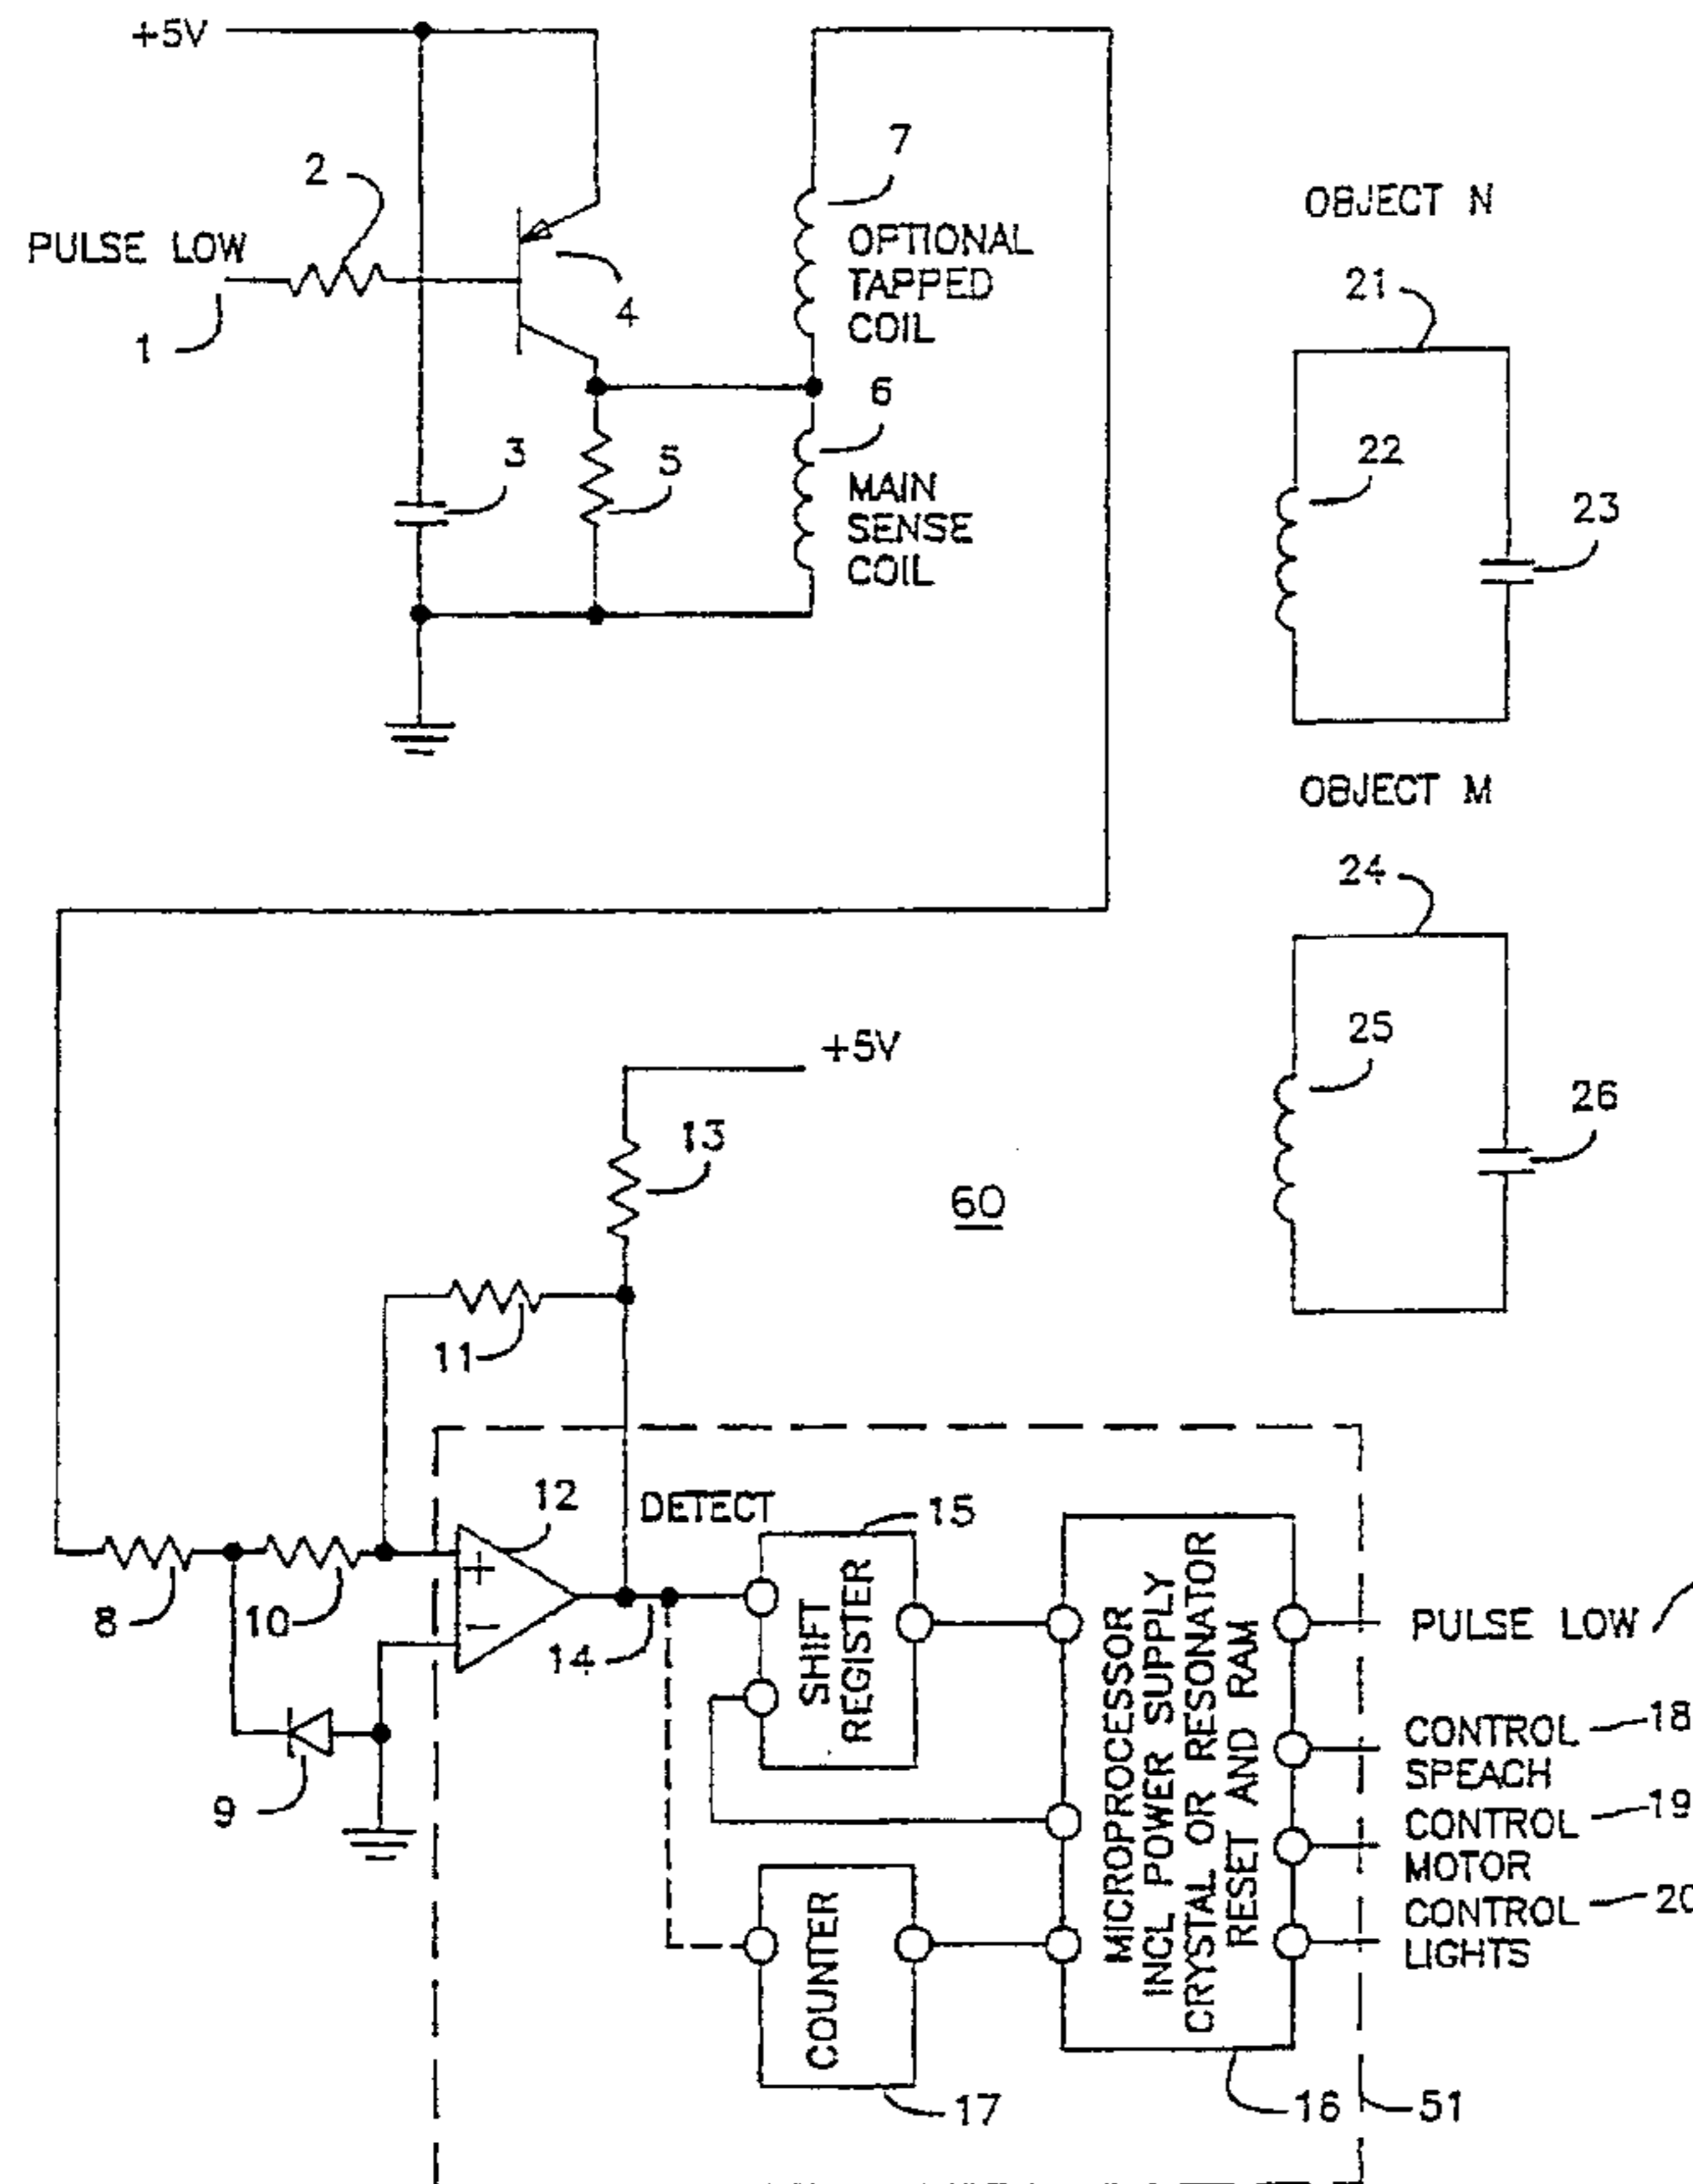 +5V
2
7
PULSE LOW
OPTIONAL
TAPPED
COIL
4
1
6
3
5
MAIN
SENSE
COIL
OBJECT N
21
22
23
OBJECT M
24
25
26
+5V
13
60
11
12
DETECT
15
8
10
+
−
14
SHIFT
REGISTER
MICROPROCESSOR
INCL POWER SUPPLY
CRYSTAL OR RESONATOR
RESET AND RAM
PULSE LOW
9
CONTROL
SPEACH
18
CONTROL
MOTOR
19
CONTROL
LIGHTS
20
COUNTER
17
16
51